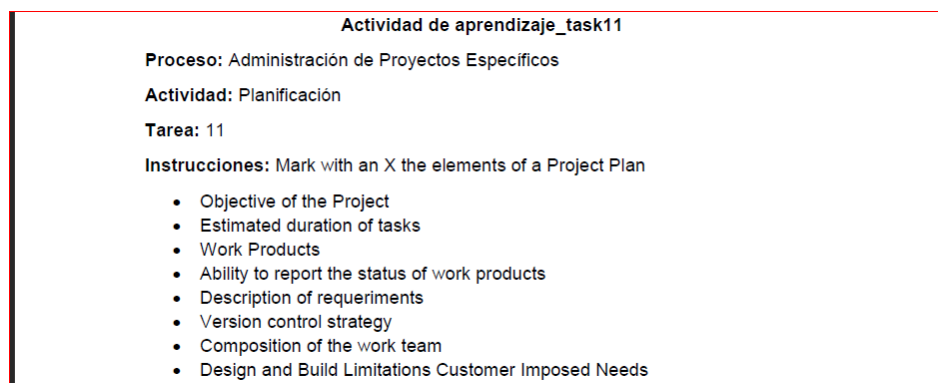 Actividad de aprendizaje_task11
Proceso: Administración de Proyectos Específicos
Actividad: Planificación
Tarea: 11
Instrucciones: Mark with an X the elements of a Project Plan
• Objective of the Project
• Estimated duration of tasks
• Work Products
• Ability to report the status of work products
• Description of requeriments
• Version control strategy
• Composition of the work team
• Design and Build Limitations Customer Imposed Needs